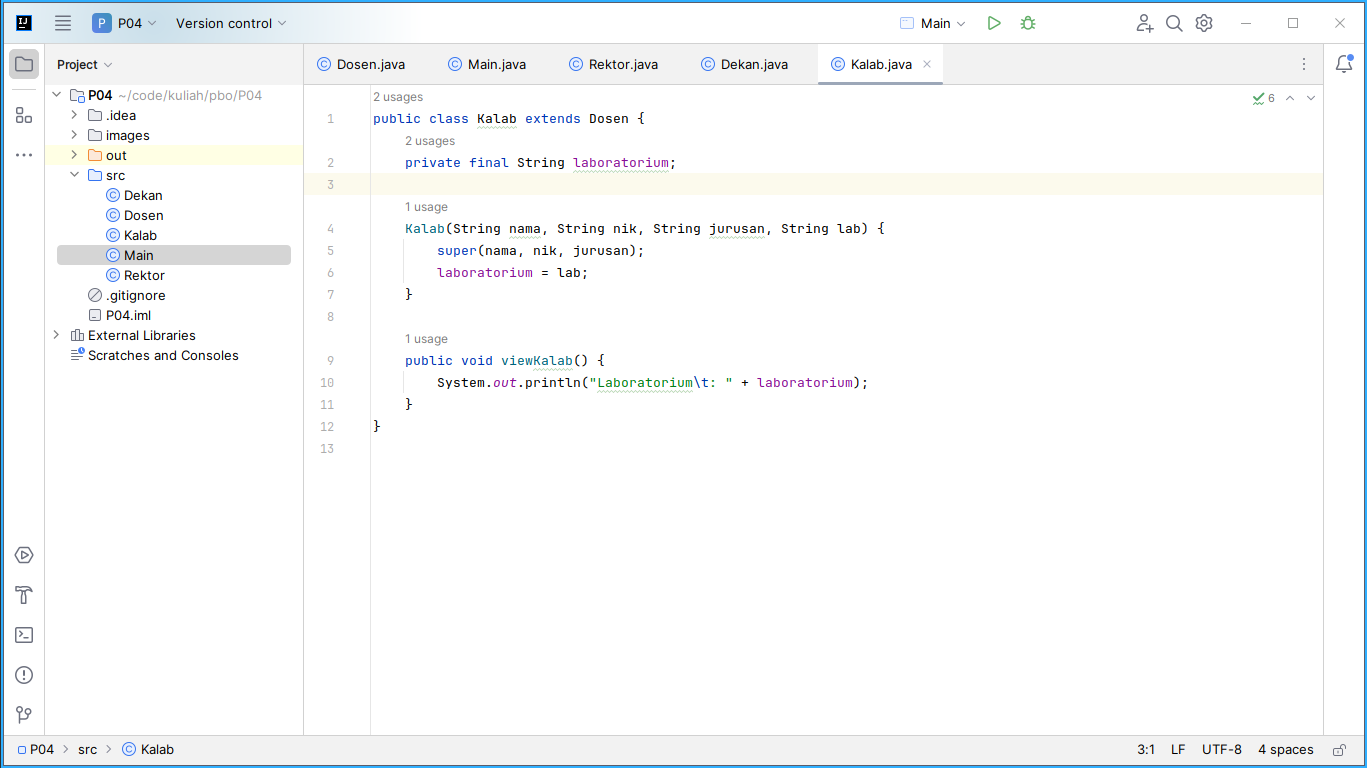 P P04 Version control Main
Project
Dosen.java Main.java Rektor.java Dekan.java Kalab.java
P04 ~/code/kuliah/pbo/P04
.idea
images
out
src
Dekan
Dosen
Kalab
Main
Rektor
.gitignore
P04.iml
External Libraries
Scratches and Consoles
2 usages
6
1 public class Kalab extends Dosen {
2 usages
2 private final String laboratorium;
3
1 usage
4 Kalab(String nama, String nik, String jurusan, String lab) {
5 super(nama, nik, jurusan);
6 laboratorium = lab;
7 }
8
1 usage
9 public void viewKalab() {
10 System.out.println("Laboratorium\t: " + laboratorium);
11 }
12 }
13
P04 src Kalab
3:1 LF UTF-8 4 spaces